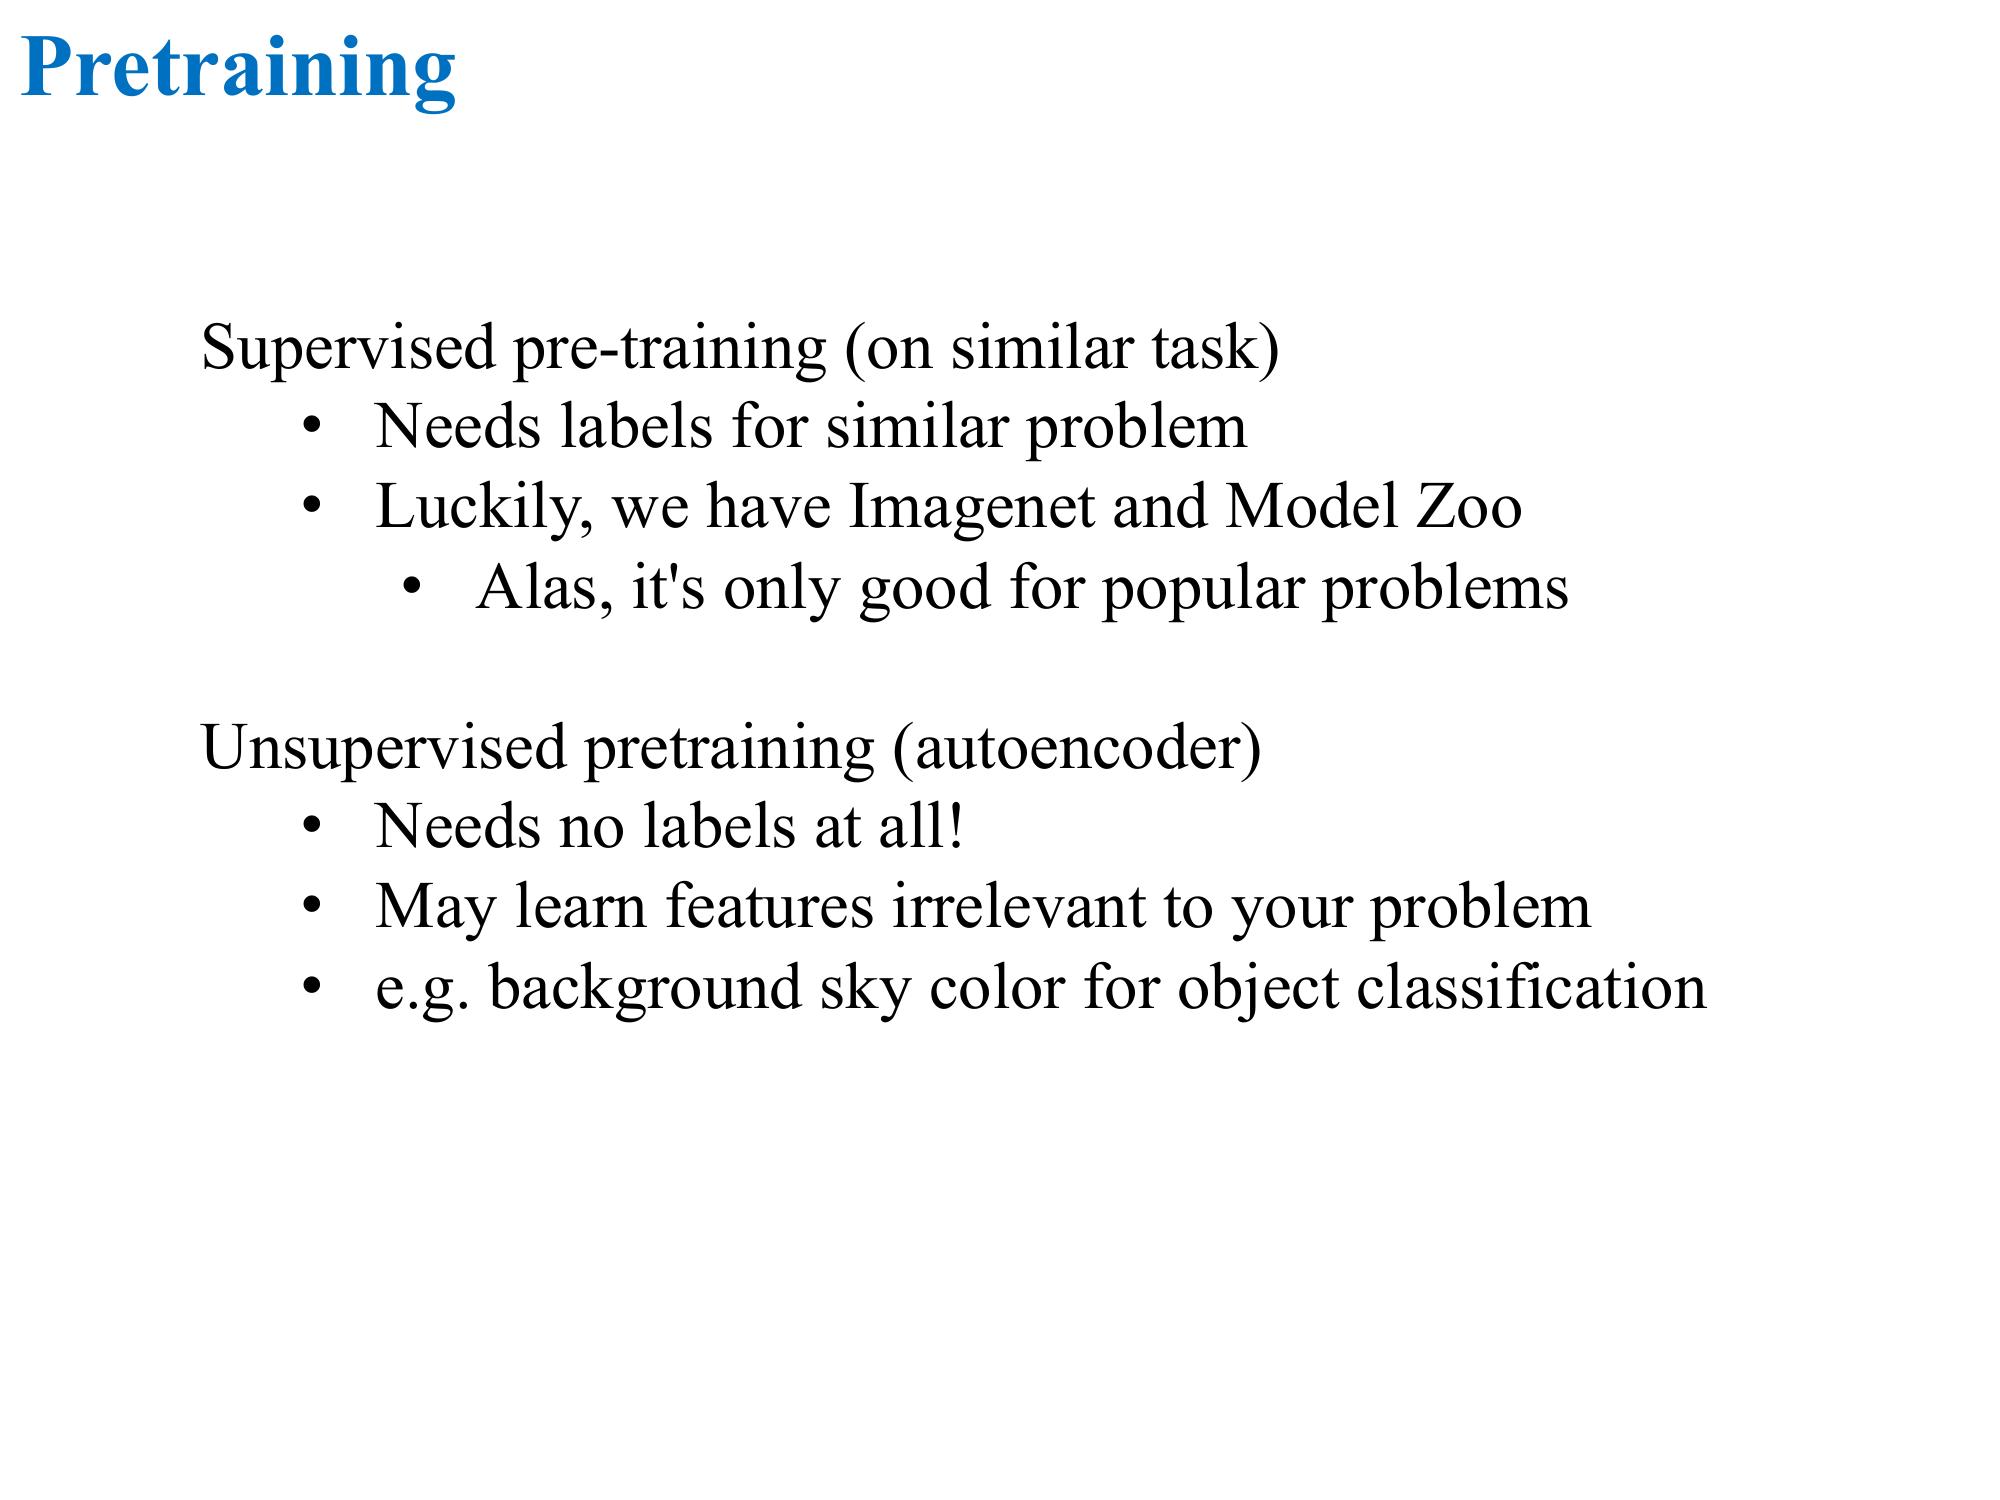 Pretraining
Supervised pre-training (on similar task)
• Needs labels for similar problem
• Luckily, we have Imagenet and Model Zoo
• Alas, it's only good for popular problems
Unsupervised pretraining (autoencoder)
• Needs no labels at all!
• May learn features irrelevant to your problem
• e.g. background sky color for object classification